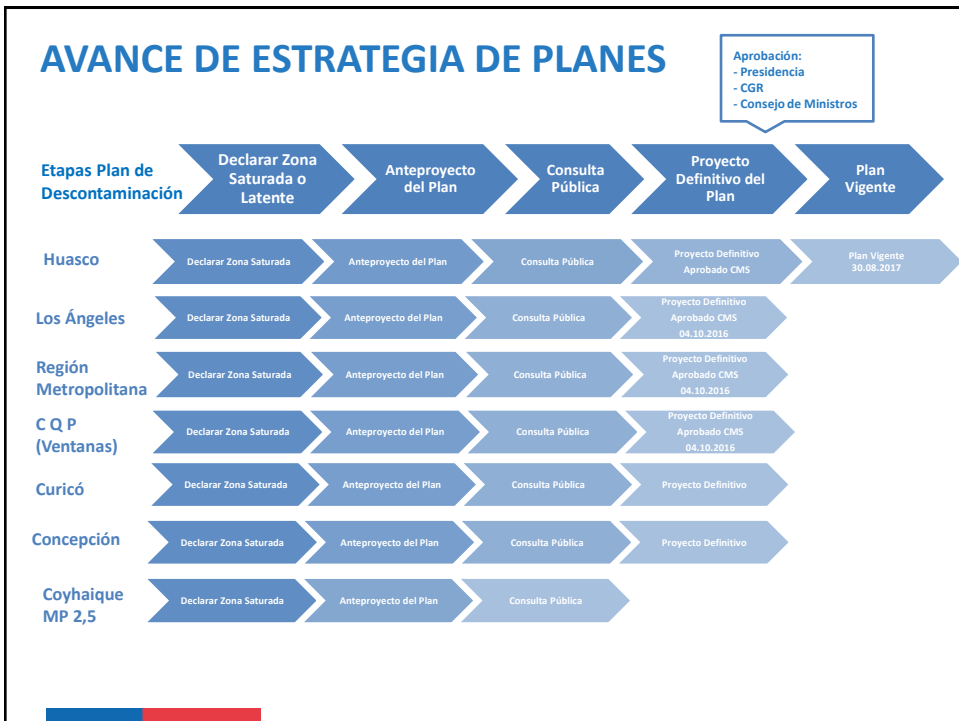 AVANCE DE ESTRATEGIA DE PLANES
Aprobación:
- Presidencia
- CGR
- Consejo de Ministros
Etapas Plan de
Descontaminación
Declarar Zona
Saturada o
Latente
Anteproyecto
del Plan
Consulta
Pública
Proyecto
Definitivo del
Plan
Plan
Vigente
Huasco
Declarar Zona Saturada
Anteproyecto del Plan
Consulta Pública
Proyecto Definitivo
Aprobado CMS
Plan Vigente
30.08.2017
Los Ángeles
Declarar Zona Saturada
Anteproyecto del Plan
Consulta Pública
Proyecto Definitivo
Aprobado CMS
04.10.2016
Región
Metropolitana
Declarar Zona Saturada
Anteproyecto del Plan
Consulta Pública
Proyecto Definitivo
Aprobado CMS
04.10.2016
C Q P
(Ventanas)
Declarar Zona Saturada
Anteproyecto del Plan
Consulta Pública
Proyecto Definitivo
Aprobado CMS
04.10.2016
Curicó
Declarar Zona Saturada
Anteproyecto del Plan
Consulta Pública
Proyecto Definitivo
Concepción
Declarar Zona Saturada
Anteproyecto del Plan
Consulta Pública
Proyecto Definitivo
Coyhaique
MP 2,5
Declarar Zona Saturada
Anteproyecto del Plan
Consulta Pública